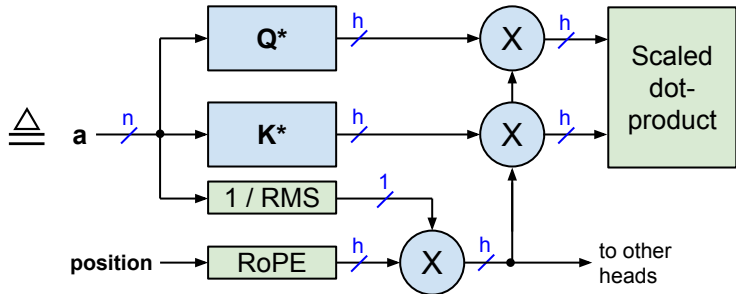 Q*
h
X
h
Scaled
dot-
product
≜
a
n
K*
h
X
h
1 / RMS
1
position
RoPE
h
X
h
to other
heads